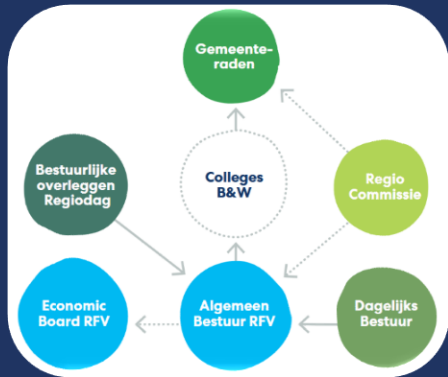 Gemeente-
raden
Bestuurlijke
overleggen
Regiodag
Colleges
B&W
Regio
Commissie
Economic
Board RFV
Algemeen
Bestuur RFV
Dagelijks
Bestuur